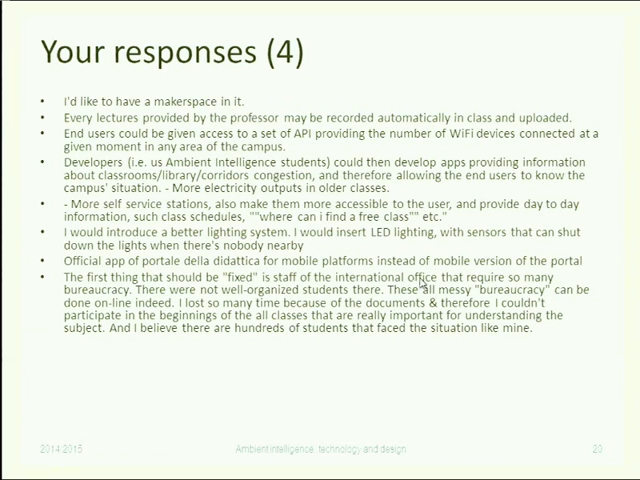 Your responses (4)
• I'd like to have a makerspace in it.
• Every lectures provided by the professor may be recorded automatically in class and uploaded.
• End users could be given access to a set of API providing the number of WiFi devices connected at a
given moment in any area of the campus.
• Developers (i.e. us Ambient Intelligence students) could then develop apps providing information
about classrooms/library/corridors congestion, and therefore allowing the end users to know the
campus' situation. - More electricity outputs in older classes.
• - More self service stations, also make them more accessible to the user, and provide day to day
information, such class schedules, ""where can i find a free class"" etc."
• I would introduce a better lighting system. I would insert LED lighting, with sensors that can shut
down the lights when there's nobody nearby
• Official app of portale della didattica for mobile platforms instead of mobile version of the portal
• The first thing that should be "fixed" is staff of the international office that require so many
bureaucracy. There were not well-organized students there. These all messy "bureaucracy" can be
done on-line indeed. I lost so many time because of the documents & therefore I couldn't
participate in the beginnings of the all classes that are really important for understanding the
subject. And I believe there are hundreds of students that faced the situation like mine.
2014.2015
Ambient intelligence: technology and design
20